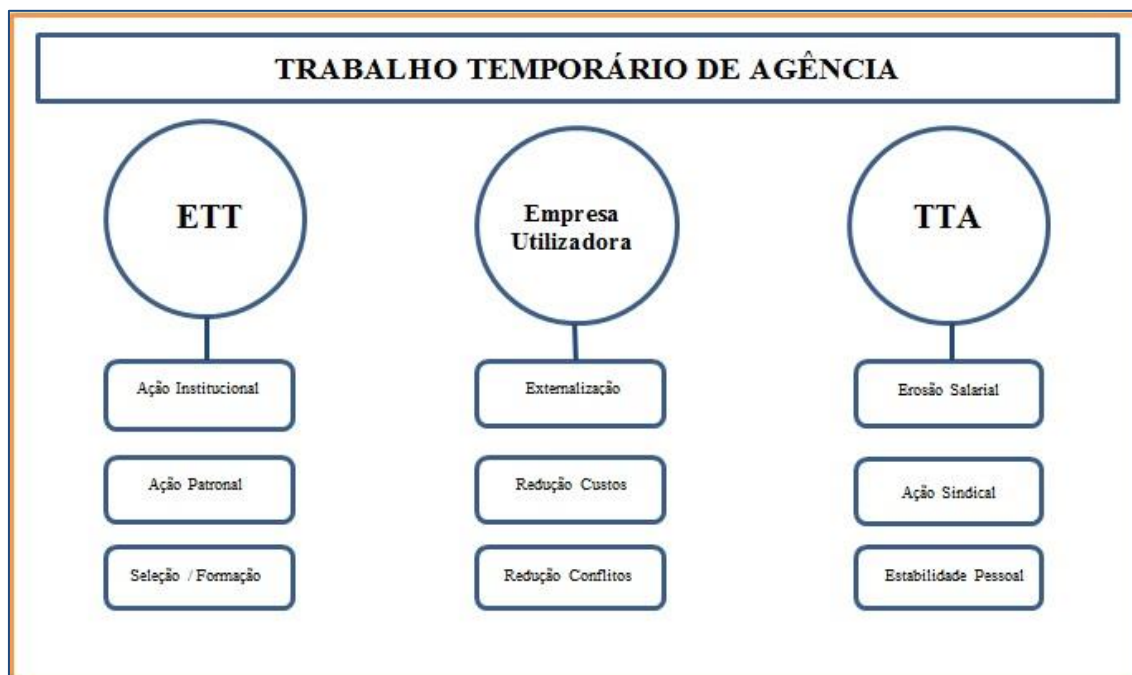 TRABALHO TEMPORÁRIO DE AGÊNCIA
ETT
Ação Institucional
Ação Patronal
Seleção / Formação
Empresa
Utilizadora
Externalização
Redução Custos
Redução Conflitos
TTA
Erosão Salarial
Ação Sindical
Estabilidade Pessoal